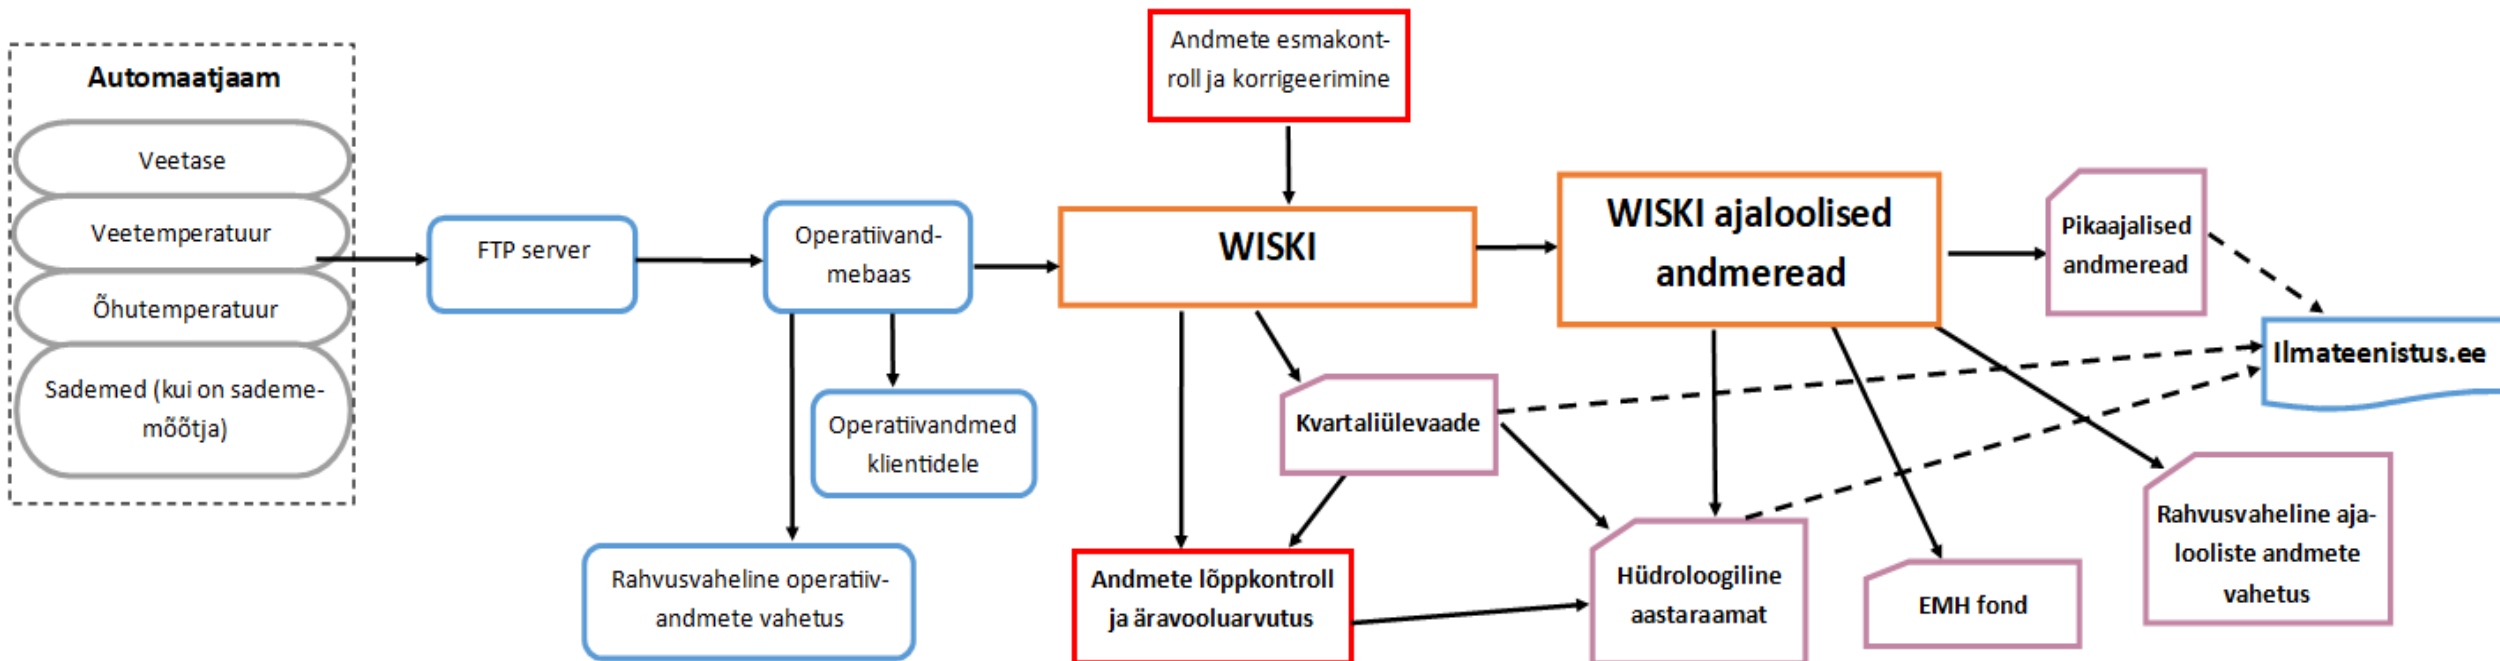 Automaatjaam
Veetase
Veetemperatuur
Õhutemperatuur
Sademed (kui on sademe-
mõõtja)
FTP server
Operatiivand-
mebaas
Operatiivandmed
klientidele
Rahvusvaheline operatiiv-
andmete vahetus
Andmete esmakont-
roll ja korrigeerimine
WISKI
Kvartaliülevaade
Andmete lõppkontroll
ja äravooluarvutus
WISKI ajaloolised
andmeread
Hüdroloogiline
aastaraamat
EMH fond
Pikaajalised
andmeread
Ilmateenistus.ee
Rahvusvaheline aja-
looliste andmete
vahetus